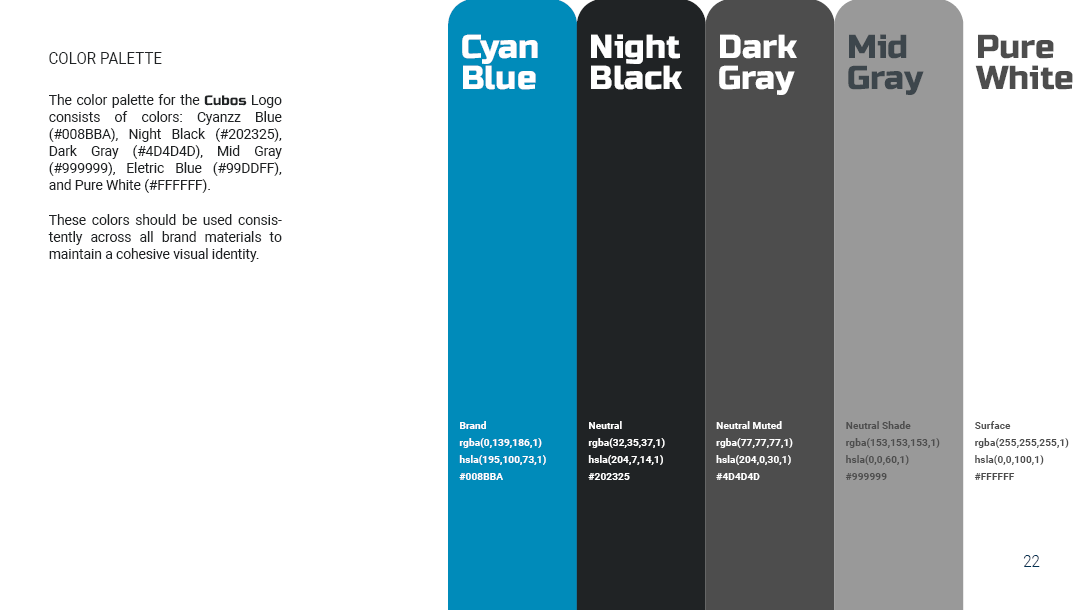 COLOR PALETTE
The color palette for the Cubos Logo
consists of colors: Cyanzz Blue
(#008BBA), Night Black (#202325),
Dark Gray (#4D4D4D), Mid Gray
(#999999), Eletric Blue (#99DDFF),
and Pure White (#FFFFFF).
These colors should be used consis-
tently across all brand materials to
maintain a cohesive visual identity.
Cyan
Blue
Brand
rgba(0,139,186,1)
hsla(195,100,73,1)
#008BBA
Night
Black
Neutral
rgba(32,35,37,1)
hsla(204,7,14,1)
#202325
Dark
Gray
Neutral Muted
rgba(77,77,77,1)
hsla(204,0,30,1)
#4D4D4D
Mid
Gray
Neutral Shade
rgba(153,153,153,1)
hsla(0,0,60,1)
#999999
Pure
White
Surface
rgba(255,255,255,1)
hsla(0,0,100,1)
#FFFFFF
22